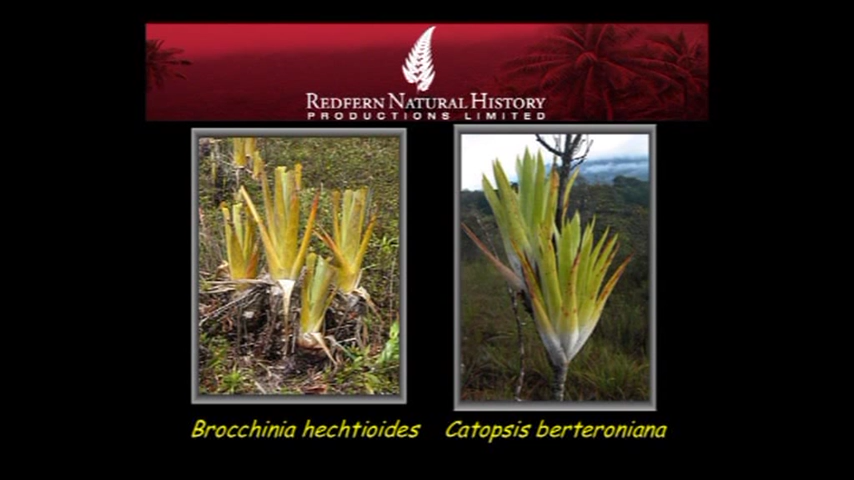 REDFERN NATURAL HISTORY
PRODUCTIONS LIMITED
Brocchinia hechtioides
Catopsis berteroniana